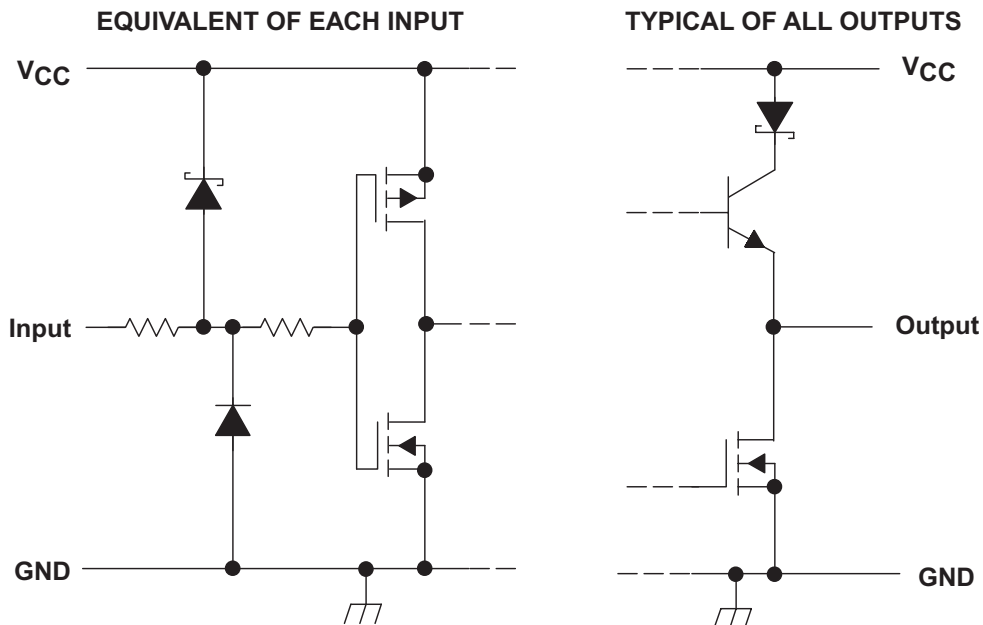 EQUIVALENT OF EACH INPUT
VCC
Input
GND
TYPICAL OF ALL OUTPUTS
VCC
Output
GND